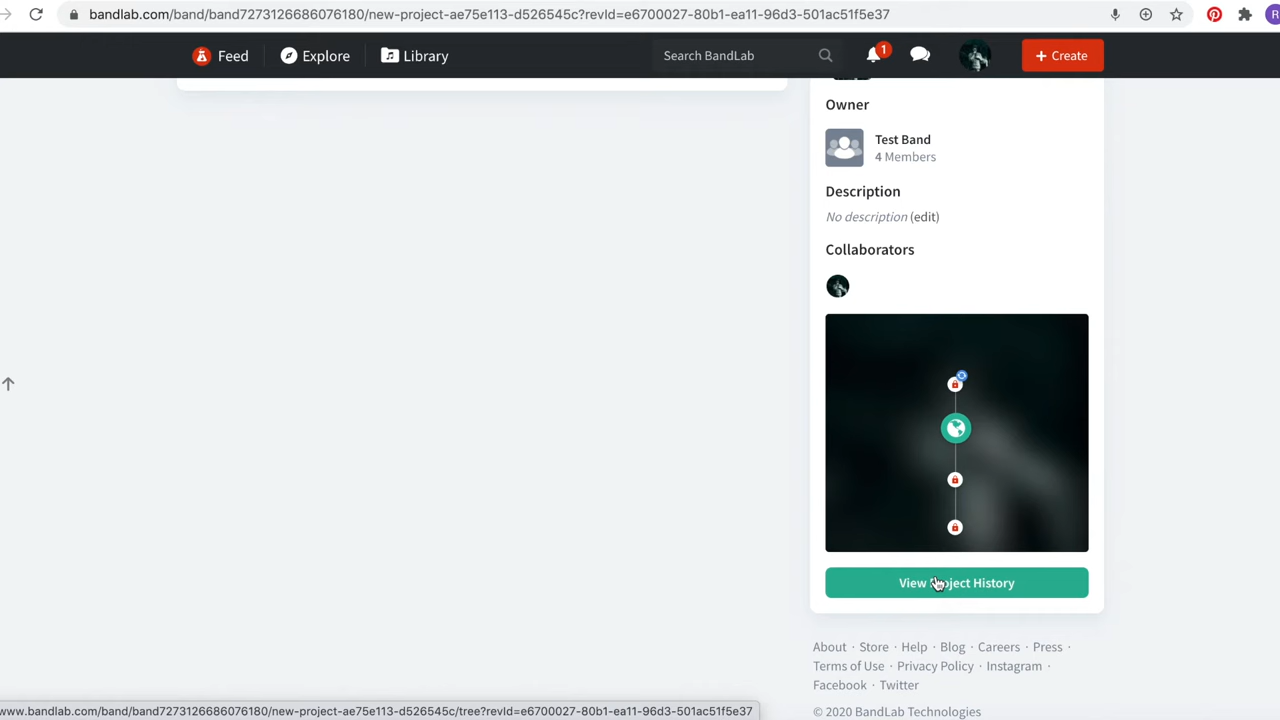 bandlab.com/band/band7273126686076180/new-project-ae75e113-d526545c?revId=e6700027-80b1-ea11-96d3-501ac51f5e37
R
Feed Explore Library Search BandLab 1 + Create
Owner
Test Band
4 Members
Description
No description (edit)
Collaborators
View Project History
About · Store · Help · Blog · Careers · Press ·
Terms of Use · Privacy Policy · Instagram ·
Facebook · Twitter
www.bandlab.com/band/band7273126686076180/new-project-ae75e113-d526545c/tree?revId=e6700027-80b1-ea11-96d3-501ac51f5e37
© 2020 BandLab Technologies